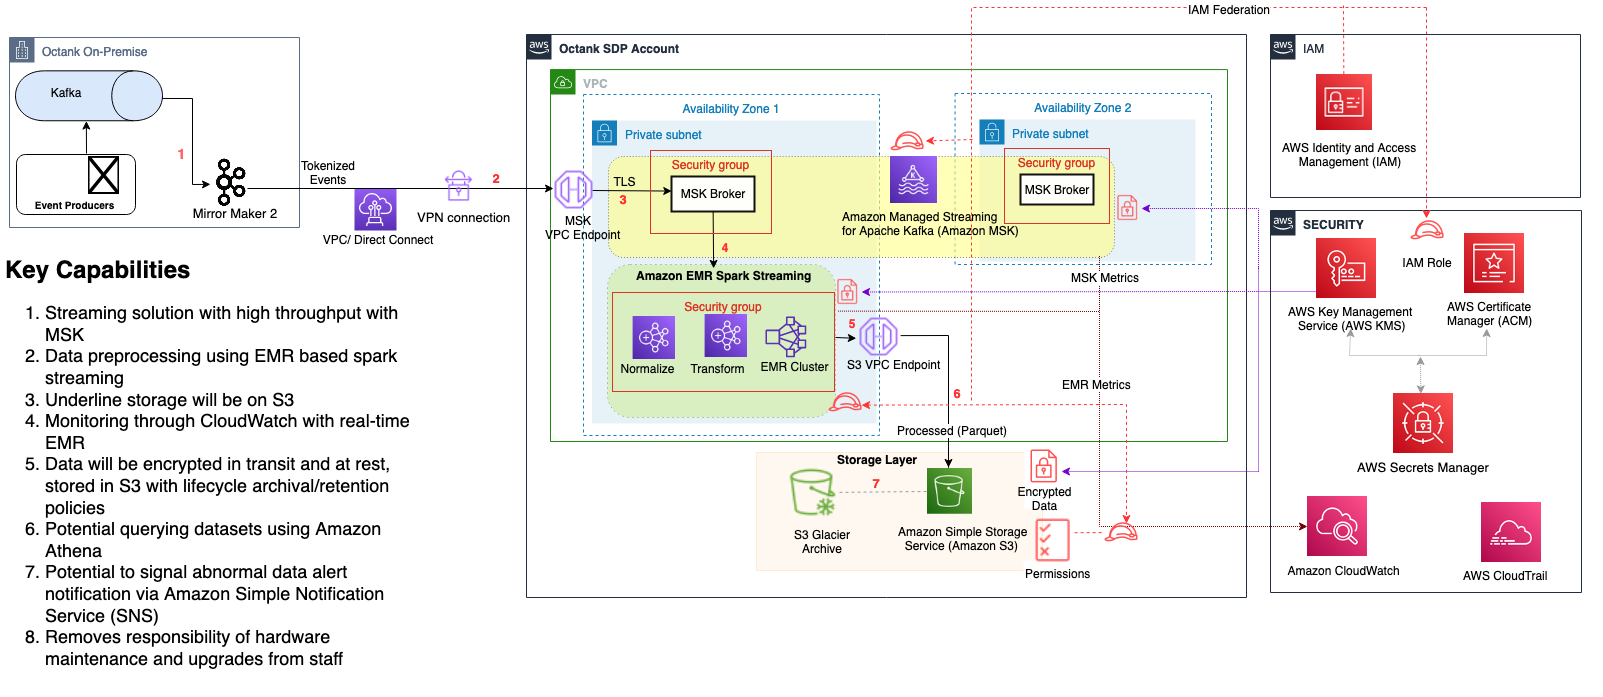 IAM Federation
Octank On-Premise
Kafka
Event Producers
1
Mirror Maker 2
Tokenized
Events
VPC/ Direct Connect
VPN connection
2
aws
Octank SDP Account
VPC
Availability Zone 1
Private subnet
Security group
MSK Broker
TLS
3
MSK
VPC Endpoint
4
Availability Zone 2
Private subnet
Security group
MSK Broker
K
Amazon Managed Streaming
for Apache Kafka (Amazon MSK)
MSK Metrics
Amazon EMR Spark Streaming
Security group
Normalize
Transform
EMR Cluster
5
S3 VPC Endpoint
EMR Metrics
6
Processed (Parquet)
Storage Layer
7
S3 Glacier
Archive
Amazon Simple Storage
Service (Amazon S3)
Encrypted
Data
Permissions
aws
IAM
AWS Identity and Access
Management (IAM)
aws
SECURITY
IAM Role
AWS Key Management
Service (AWS KMS)
AWS Certificate
Manager (ACM)
AWS Secrets Manager
Amazon CloudWatch
AWS CloudTrail
Key Capabilities
1. Streaming solution with high throughput with
MSK
2. Data preprocessing using EMR based spark
streaming
3. Underline storage will be on S3
4. Monitoring through CloudWatch with real-time
EMR
5. Data will be encrypted in transit and at rest,
stored in S3 with lifecycle archival/retention
policies
6. Potential querying datasets using Amazon
Athena
7. Potential to signal abnormal data alert
notification via Amazon Simple Notification
Service (SNS)
8. Removes responsibility of hardware
maintenance and upgrades from staff